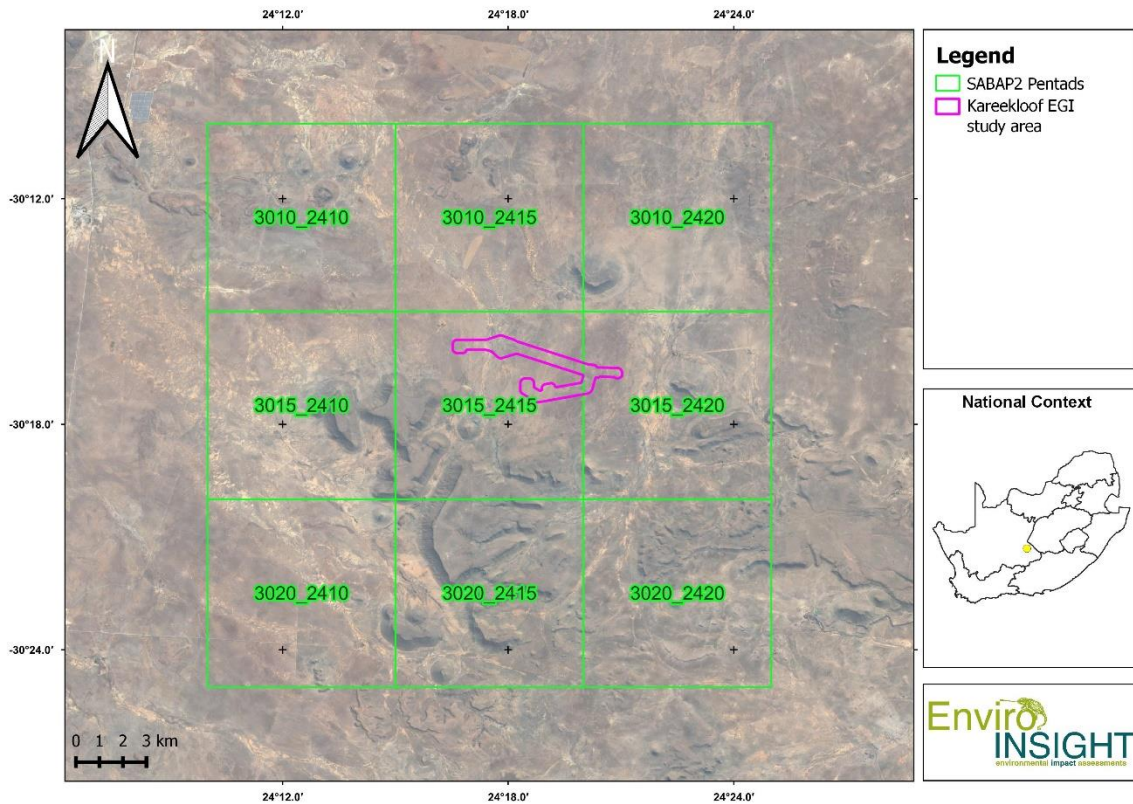 24°12.0'
24°18.0'
24°24.0'
N
-30°12.0'
-30°18.0'
-30°24.0'
3010_2410
3010_2415
3010_2420
3015_2410
3015_2415
3015_2420
3020_2410
3020_2415
3020_2420
0 1 2 3 km
24°12.0'
24°18.0'
24°24.0'
Legend
SABAP2 Pentads
Kareekloof EGI
study area
National Context
Enviro
INSIGHT
environmental impact assessments